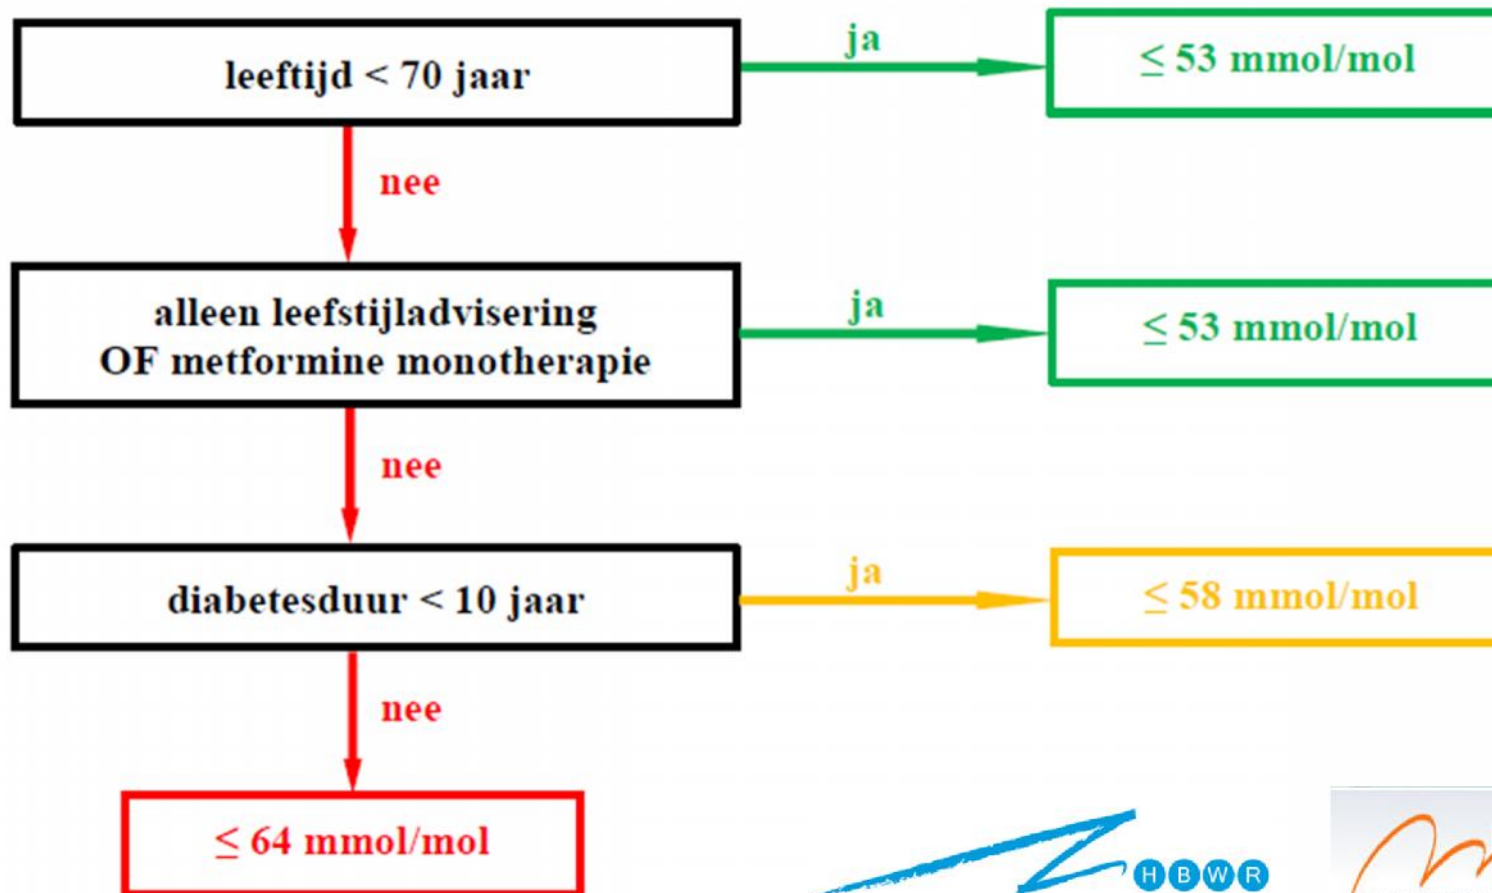 leeftijd < 70 jaar
ja
≤ 53 mmol/mol
nee
alleen leefstijladvisering
OF metformine monotherapie
ja
≤ 53 mmol/mol
nee
diabetesduur < 10 jaar
ja
≤ 58 mmol/mol
nee
≤ 64 mmol/mol
HBWR